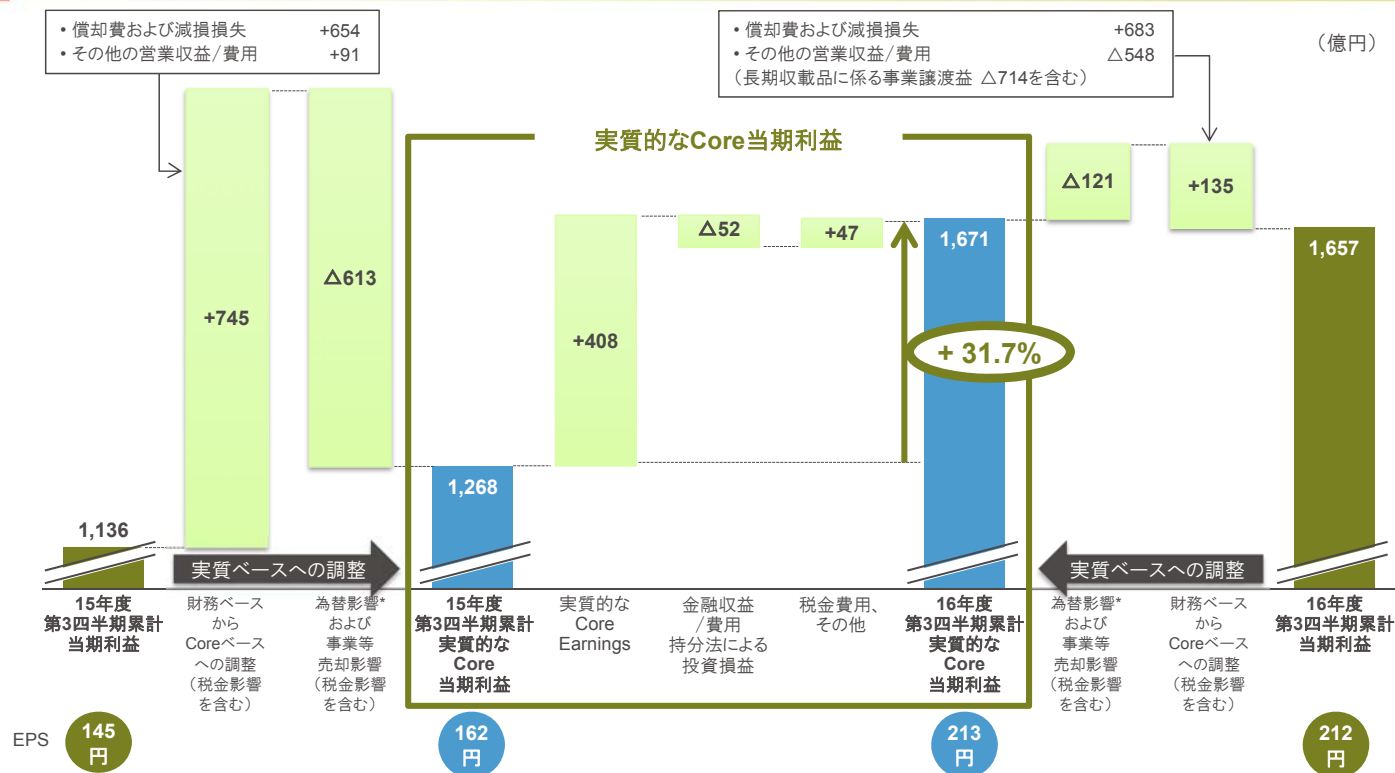 • 償却費および減損損失 +654
• その他の営業収益/費用 +91
• 償却費および減損損失 +683
• その他の営業収益/費用 △548
（長期収載品に係る事業譲渡益 △714を含む）
（億円）
実質的なCore当期利益
1,136
+745
△613
1,268
+408
△52
+47
+ 31.7%
1,671
△121
+135
1,657
実質ベースへの調整
実質ベースへの調整
15年度
第3四半期累計
当期利益
財務ベース
から
Coreベース
への調整
（税金影響
を含む）
為替影響*
および
事業等
売却影響
（税金影響
を含む）
15年度
第3四半期累計
実質的な
Core
当期利益
実質的な
Core
Earnings
金融収益
/費用
持分法による
投資損益
税金費用、
その他
16年度
第3四半期累計
実質的な
Core
当期利益
為替影響*
および
事業等
売却影響
（税金影響
を含む）
財務ベース
から
Coreベース
への調整
（税金影響
を含む）
16年度
第3四半期累計
当期利益
EPS
145
円
162
円
213
円
212
円